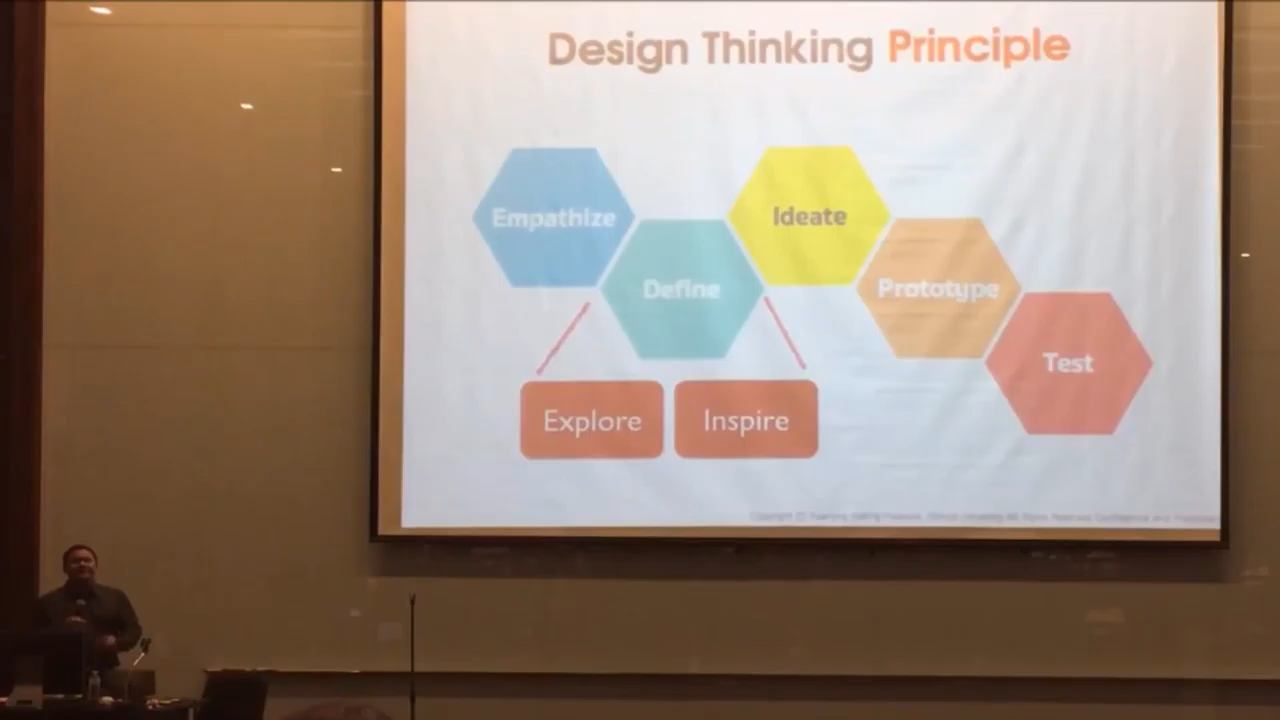 Design Thinking Principle
Empathize
Define
Ideate
Prototype
Test
Explore
Inspire